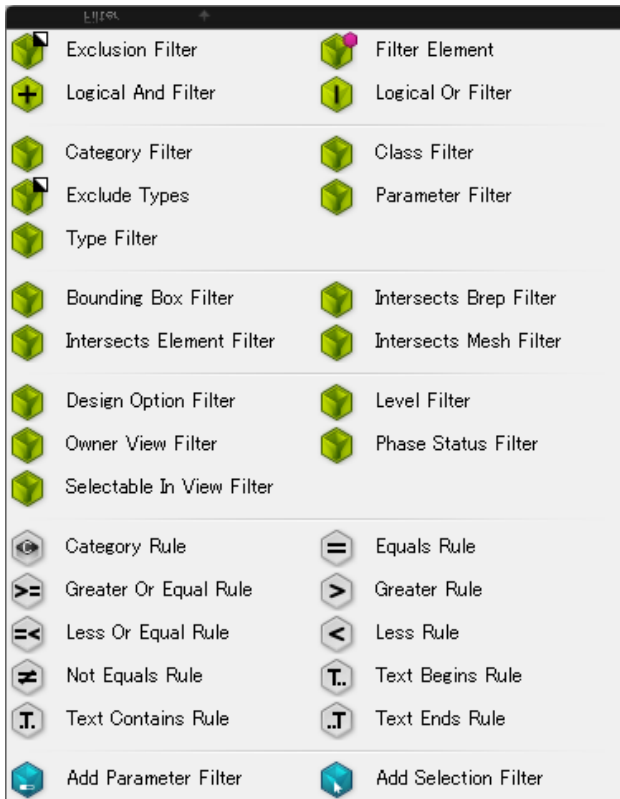 Filter
Exclusion Filter Filter Element
Logical And Filter Logical Or Filter
Category Filter Class Filter
Exclude Types Parameter Filter
Type Filter
Bounding Box Filter Intersects Brep Filter
Intersects Element Filter Intersects Mesh Filter
Design Option Filter Level Filter
Owner View Filter Phase Status Filter
Selectable In View Filter
Category Rule = Equals Rule
>= Greater Or Equal Rule > Greater Rule
=< Less Or Equal Rule < Less Rule
≠ Not Equals Rule T.. Text Begins Rule
.T. Text Contains Rule ..T Text Ends Rule
Add Parameter Filter Add Selection Filter